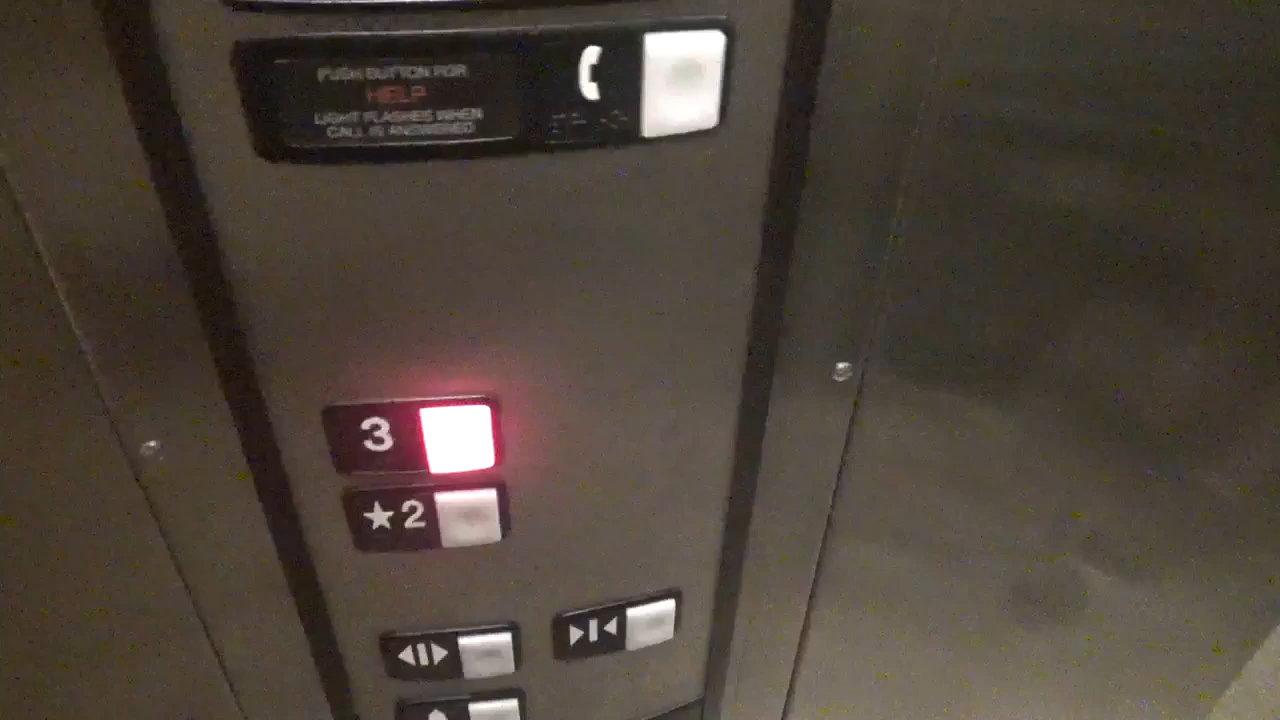 PUSH BUTTON FOR
HELP
LIGHT FLASHES WHEN
CALL IS ANSWERED
3
★2